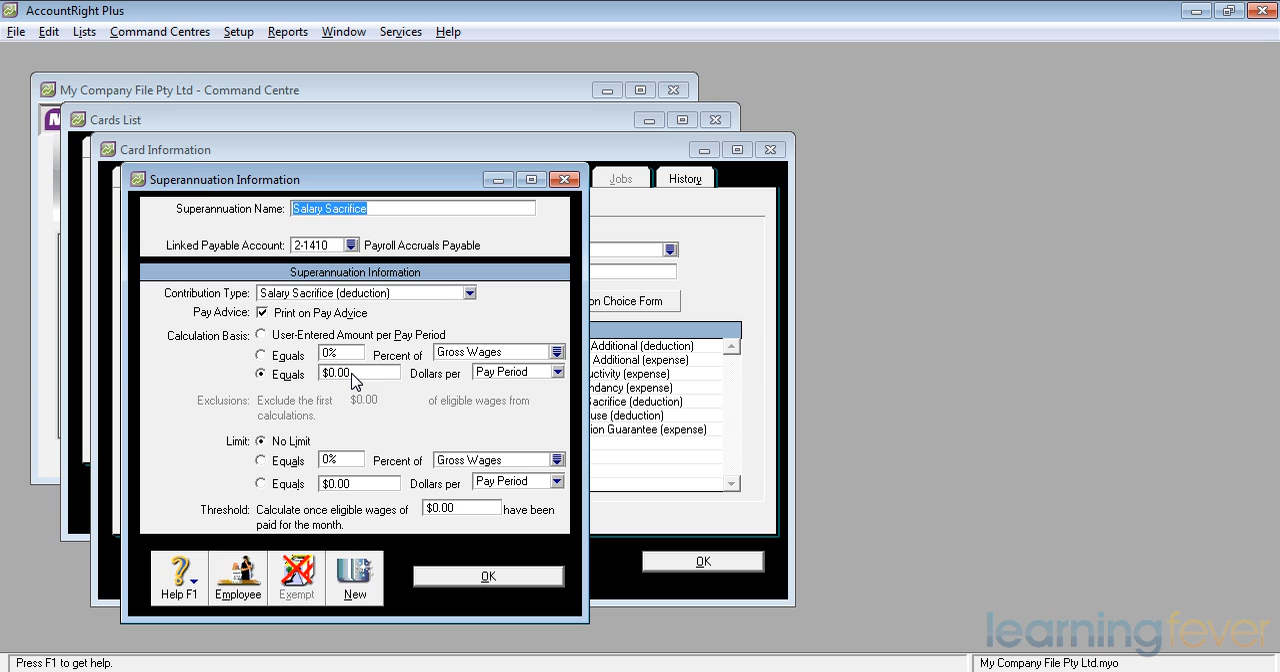 AccountRight Plus
File Edit Lists Command Centres Setup Reports Window Services Help
My Company File Pty Ltd - Command Centre
Cards List
Card Information
Superannuation Information
Jobs History
Superannuation Name: Salary Sacrifice
Linked Payable Account: 2-1410 Payroll Accruals Payable
Superannuation Information
Contribution Type: Salary Sacrifice (deduction)
on Choice Form
Pay Advice: Print on Pay Advice
Calculation Basis: User-Entered Amount per Pay Period
Equals 0% Percent of Gross Wages
Equals $0.00 Dollars per Pay Period
Exclusions: Exclude the first $0.00 of eligible wages from
calculations.
Limit: No Limit
Equals 0% Percent of Gross Wages
Equals $0.00 Dollars per Pay Period
Threshold: Calculate once eligible wages of $0.00 have been
paid for the month.
Additional (deduction)
Additional (expense)
uctivity (expense)
ndancy (expense)
acrifice (deduction)
use (deduction)
ion Guarantee (expense)
Help F1 Employee Exempt New
OK
OK
learningfever
Press F1 to get help.
My Company File Pty Ltd.myo